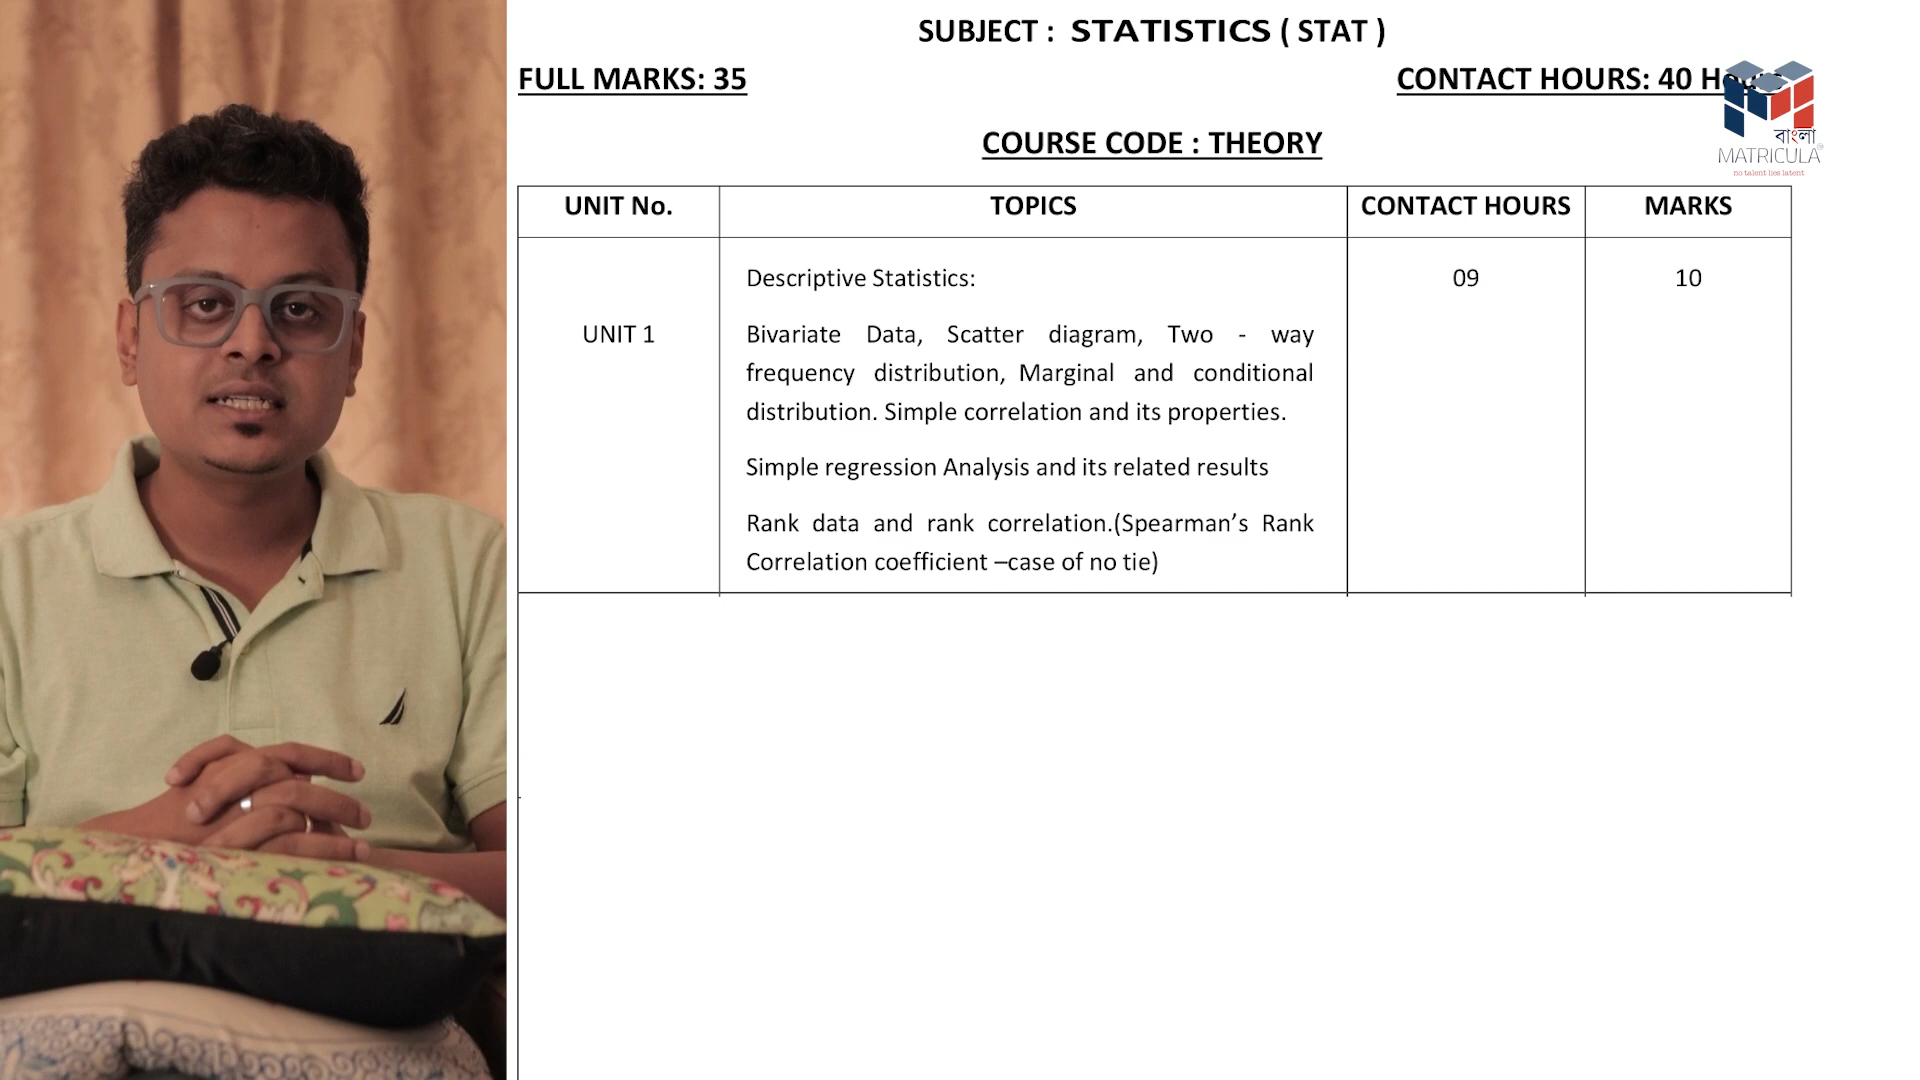 SUBJECT : STATISTICS ( STAT )
FULL MARKS: 35
CONTACT HOURS: 40
COURSE CODE : THEORY
বাংলা
MATRICULA
no talent lies latent
UNIT No. TOPICS CONTACT HOURS MARKS
Descriptive Statistics: 09 10
UNIT 1 Bivariate Data, Scatter diagram, Two - way
frequency distribution, Marginal and conditional
distribution. Simple correlation and its properties.
Simple regression Analysis and its related results
Rank data and rank correlation.(Spearman’s Rank
Correlation coefficient –case of no tie)